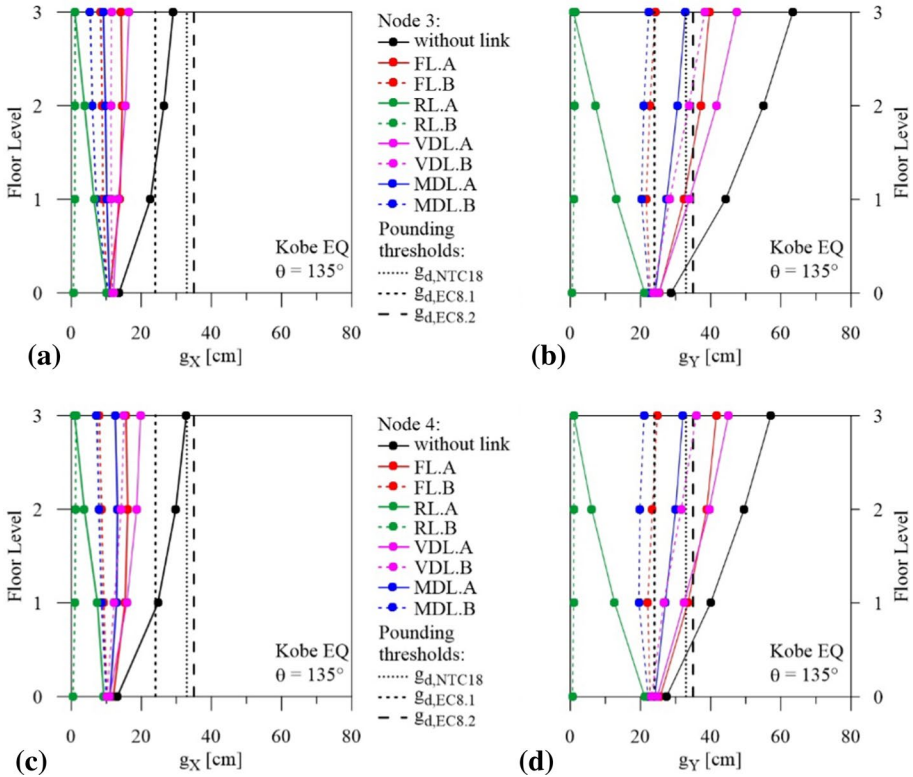 3
2
1
0
Floor Level
Kobe EQ
θ = 135°
0 20 40 60 80
g_X [cm]
(a)
Node 3:
without link
FL.A
FL.B
RL.A
RL.B
VDL.A
VDL.B
MDL.A
MDL.B
Pounding
thresholds:
g_d,NTC18
g_d,EC8.1
g_d,EC8.2
3
2
1
0
Floor Level
Kobe EQ
θ = 135°
0 20 40 60 80
g_Y [cm]
(b)
3
2
1
0
Floor Level
Kobe EQ
θ = 135°
0 20 40 60 80
g_X [cm]
(c)
Node 4:
without link
FL.A
FL.B
RL.A
RL.B
VDL.A
VDL.B
MDL.A
MDL.B
Pounding
thresholds:
g_d,NTC18
g_d,EC8.1
g_d,EC8.2
3
2
1
0
Floor Level
Kobe EQ
θ = 135°
0 20 40 60 80
g_Y [cm]
(d)